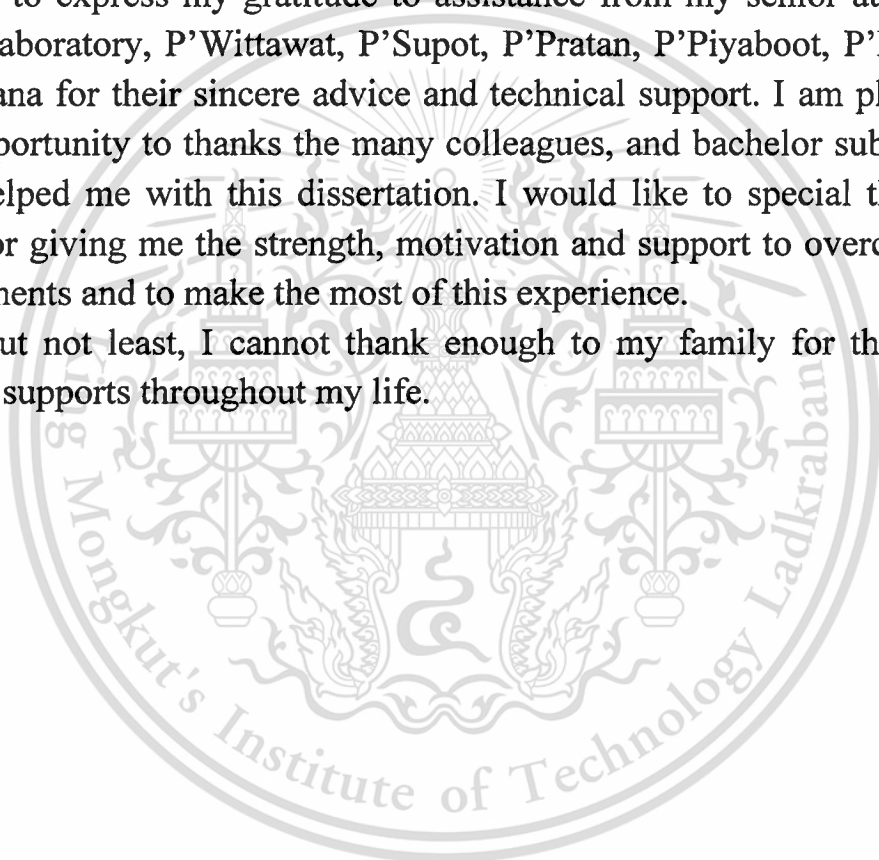 to express my gratitude to assistance from my senior at
aboratory, P'Wittawat, P'Supot, P'Pratan, P'Piyaboot, P'
ana for their sincere advice and technical support. I am pl
portunity to thanks the many colleagues, and bachelor sub
elped me with this dissertation. I would like to special t
or giving me the strength, motivation and support to overc
nents and to make the most of this experience.
ut not least, I cannot thank enough to my family for th
supports throughout my life.
King Mongkut's Institute of Technology Ladkrabang